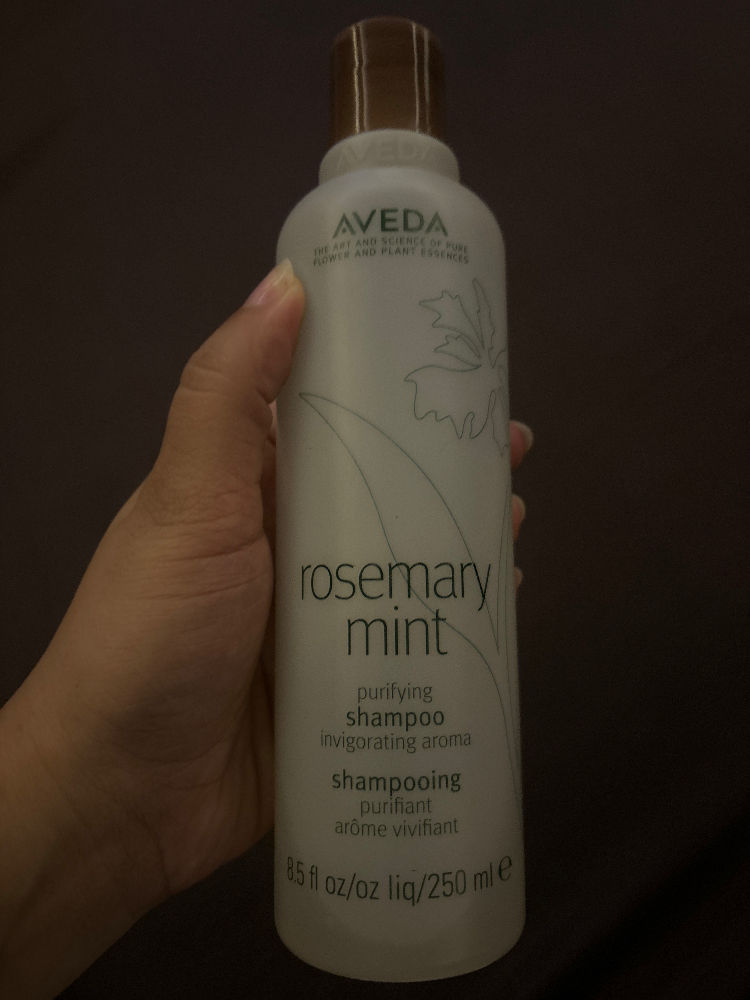 AVEDA
AVEDA
THE ART AND SCIENCE OF PURE
FLOWER AND PLANT ESSENCES
rosemary
mint
purifying
shampoo
invigorating aroma
shampooing
purifiant
arôme vivifiant
8.5 fl oz/oz liq/250 ml e